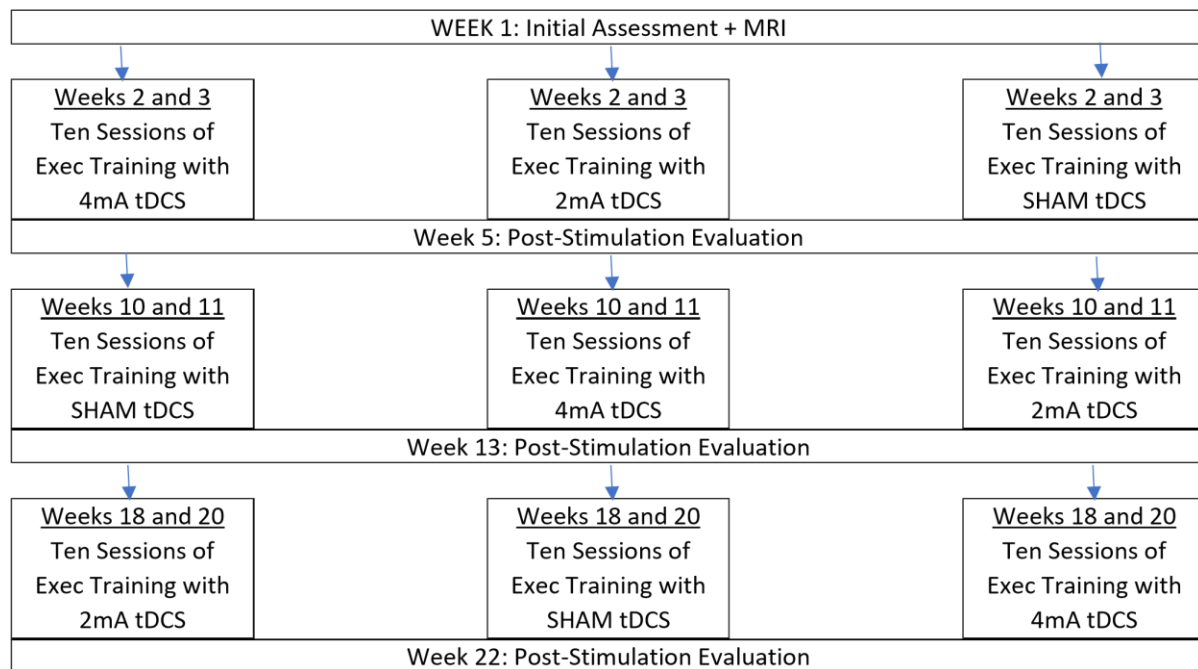 WEEK 1: Initial Assessment + MRI
Weeks 2 and 3
Ten Sessions of
Exec Training with
4mA tDCS
Weeks 2 and 3
Ten Sessions of
Exec Training with
2mA tDCS
Weeks 2 and 3
Ten Sessions of
Exec Training with
SHAM tDCS
Week 5: Post-Stimulation Evaluation
Weeks 10 and 11
Ten Sessions of
Exec Training with
SHAM tDCS
Weeks 10 and 11
Ten Sessions of
Exec Training with
4mA tDCS
Weeks 10 and 11
Ten Sessions of
Exec Training with
2mA tDCS
Week 13: Post-Stimulation Evaluation
Weeks 18 and 20
Ten Sessions of
Exec Training with
2mA tDCS
Weeks 18 and 20
Ten Sessions of
Exec Training with
SHAM tDCS
Weeks 18 and 20
Ten Sessions of
Exec Training with
4mA tDCS
Week 22: Post-Stimulation Evaluation